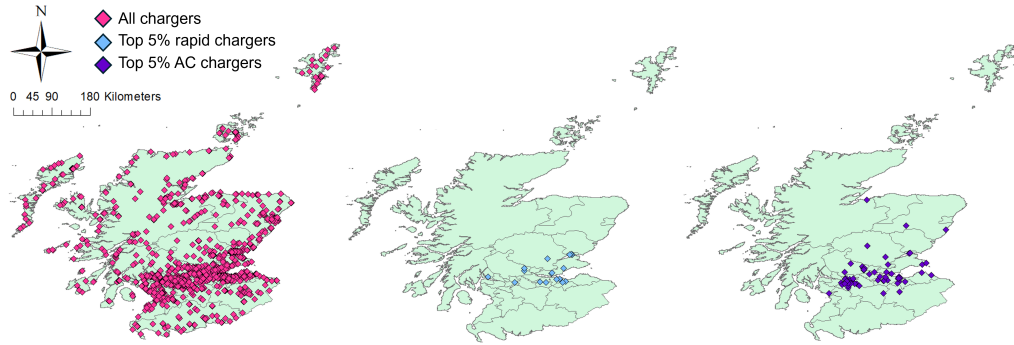 N
All chargers
Top 5% rapid chargers
Top 5% AC chargers
0 45 90 180 Kilometers